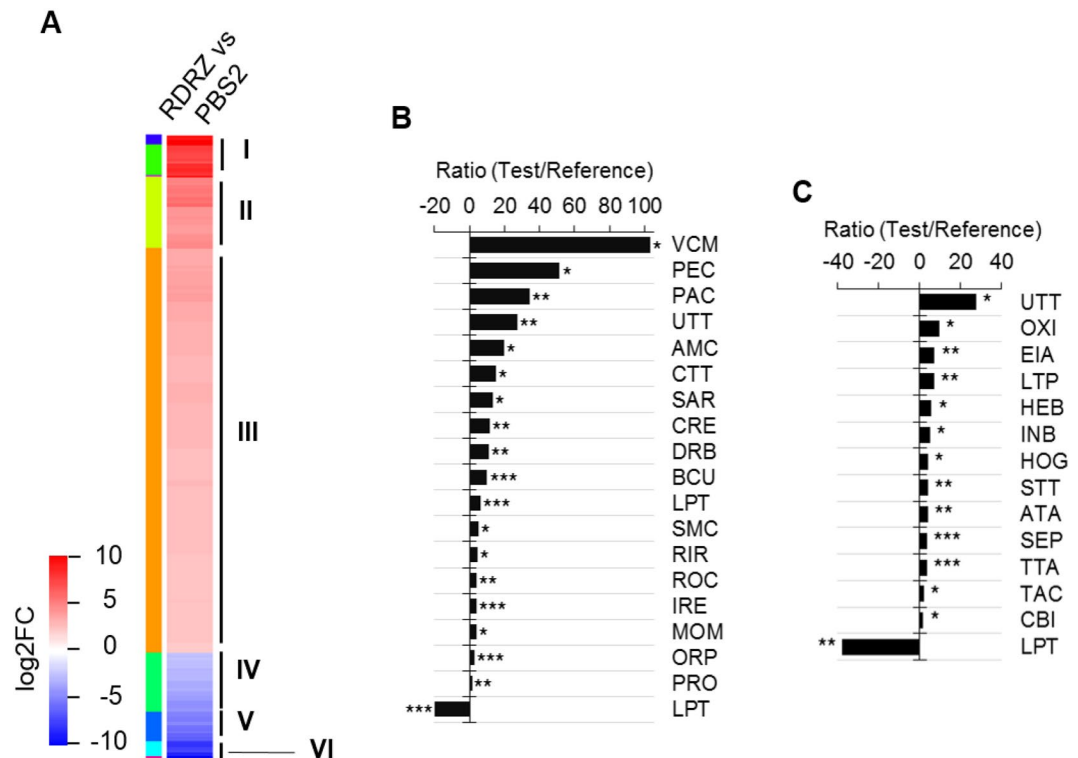 A
RDRZ vs
PBS2
I
II
III
IV
V
VI
log2FC
10
5
0
-5
-10
B
Ratio (Test/Reference)
-20 0 20 40 60 80 100
VCM *
PEC *
PAC **
UTT **
AMC *
CTT *
SAR *
CRE **
DRB **
BCU ***
LPT ***
SMC *
RIR *
ROC **
IRE ***
MOM *
ORP ***
PRO **
*** LPT
C
Ratio (Test/Reference)
-40 -20 0 20 40
* UTT
* OXI
** EIA
** LTP
* HEB
* INB
* HOG
** STT
** ATA
*** SEP
*** TTA
* TAC
* CBI
** LPT